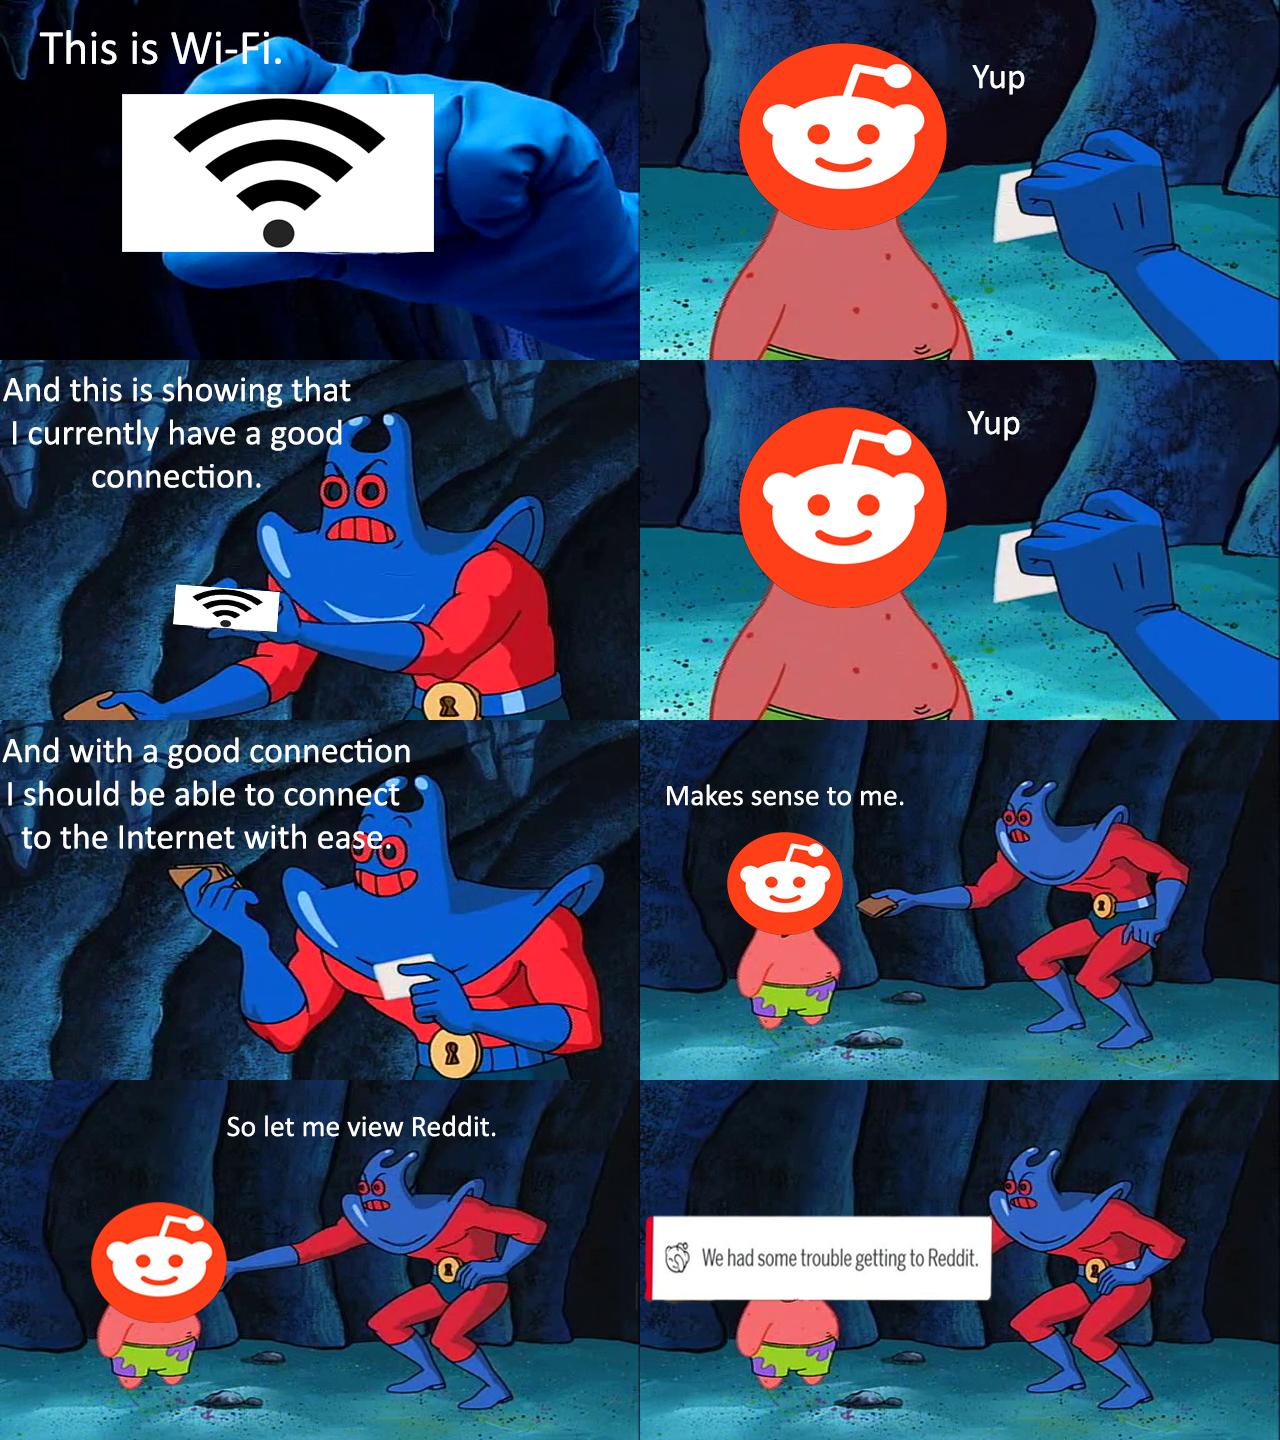 This is Wi-Fi.
Yup
And this is showing that
I currently have a good
connection.
Yup
And with a good connection
I should be able to connect
to the Internet with ease.
Makes sense to me.
So let me view Reddit.
We had some trouble getting to Reddit.